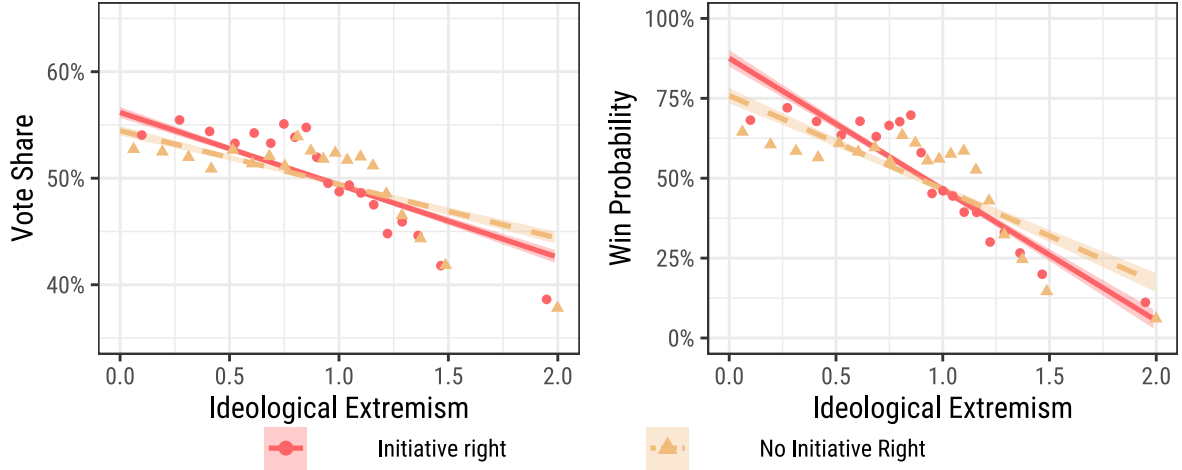 Vote Share
60%
50%
40%
0.0 0.5 1.0 1.5 2.0
Ideological Extremism
Win Probability
100%
75%
50%
25%
0%
0.0 0.5 1.0 1.5 2.0
Ideological Extremism
Initiative right
No Initiative Right